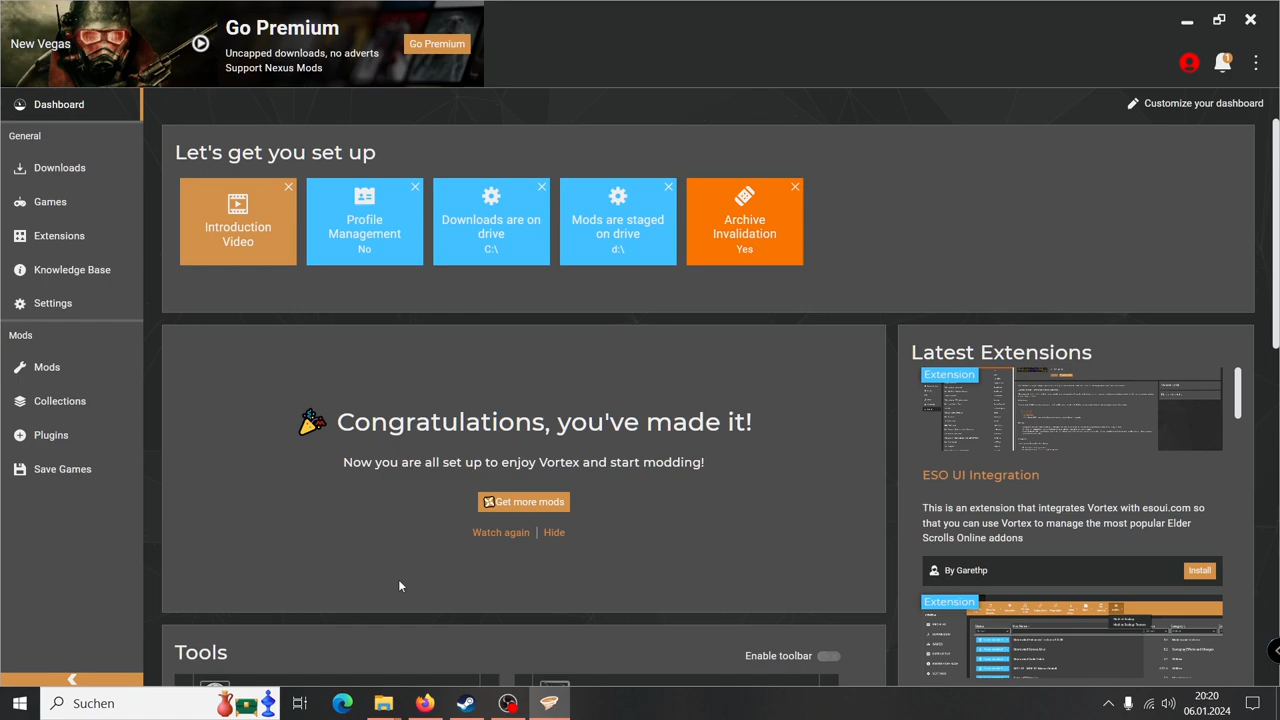 New Vegas
Go Premium
Uncapped downloads, no adverts
Support Nexus Mods
Go Premium
1
Dashboard
General
Downloads
Games
Extensions
Knowledge Base
Settings
Mods
Mods
Collections
Plugins
Save Games
Customize your dashboard
Let's get you set up
Introduction
Video
Profile
Management
No
Downloads are on
drive
C:\
Mods are staged
on drive
d:\
Archive
Invalidation
Yes
Congratulations, you've made it!
Now you are all set up to enjoy Vortex and start modding!
Get more mods
Watch again | Hide
Latest Extensions
Extension
ESO UI Integration
This is an extension that integrates Vortex with esoui.com so
that you can use Vortex to manage the most popular Elder
Scrolls Online addons
By Garethp
Install
Extension
Tools
Enable toolbar
Suchen
20:20
06.01.2024